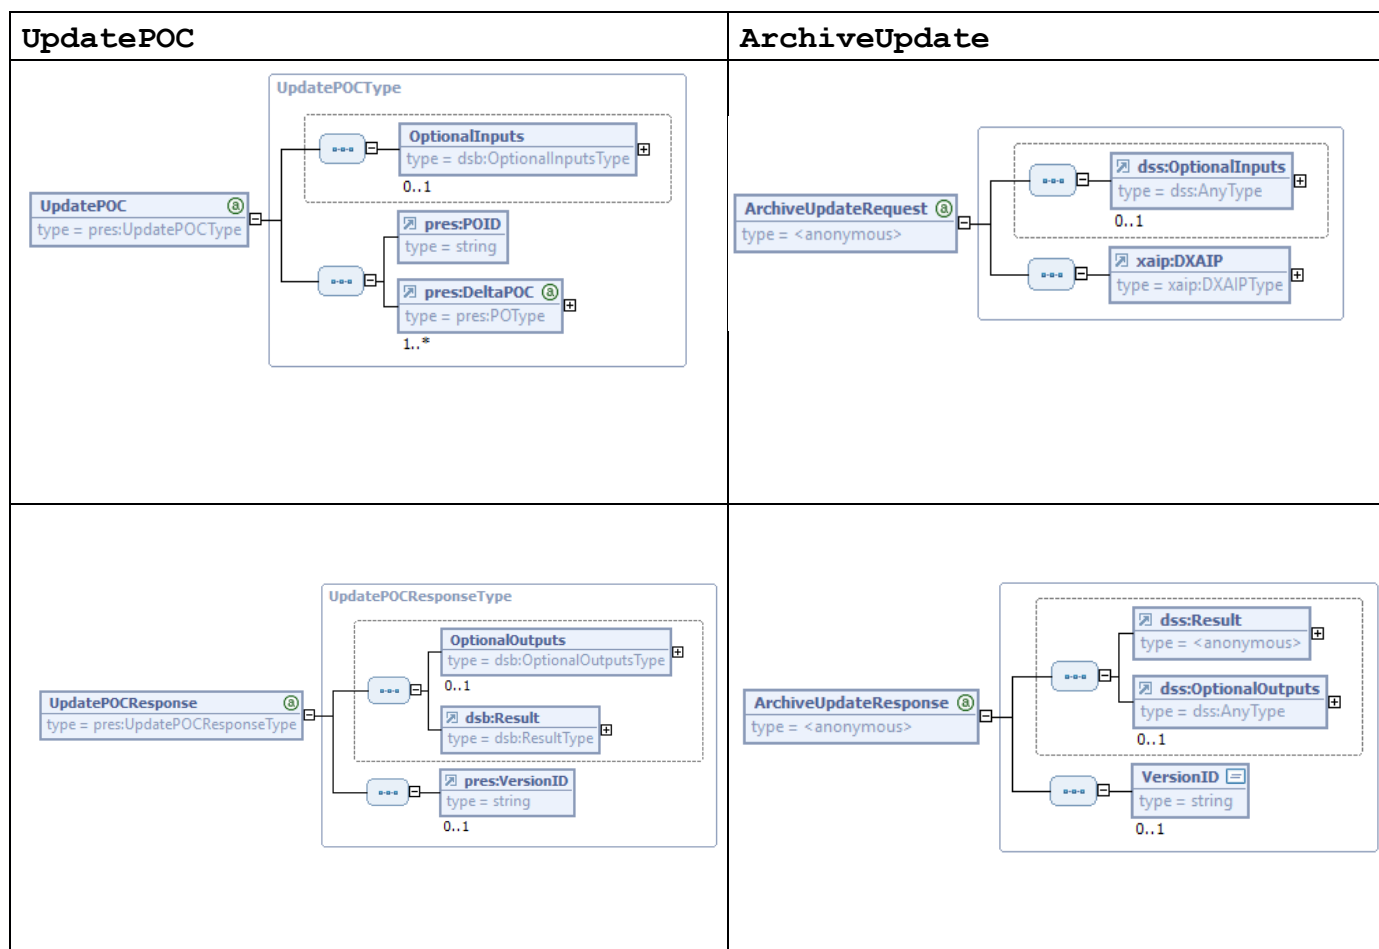 UpdatePOC
ArchiveUpdate
UpdatePOCType
OptionalInputs
type = dsb:OptionalInputsType
0..1
UpdatePOC
type = pres:UpdatePOCType
pres:POID
type = string
pres:DeltaPOC
type = pres:POType
1..*
dss:OptionalInputs
type = dss:AnyType
0..1
ArchiveUpdateRequest
type = <anonymous>
xaip:DXAIP
type = xaip:DXAIPType
UpdatePOCResponseType
OptionalOutputs
type = dsb:OptionalOutputsType
0..1
UpdatePOCResponse
type = pres:UpdatePOCResponseType
dsb:Result
type = dsb:ResultType
pres:VersionID
type = string
0..1
dss:Result
type = <anonymous>
ArchiveUpdateResponse
type = <anonymous>
dss:OptionalOutputs
type = dss:AnyType
0..1
VersionID
type = string
0..1